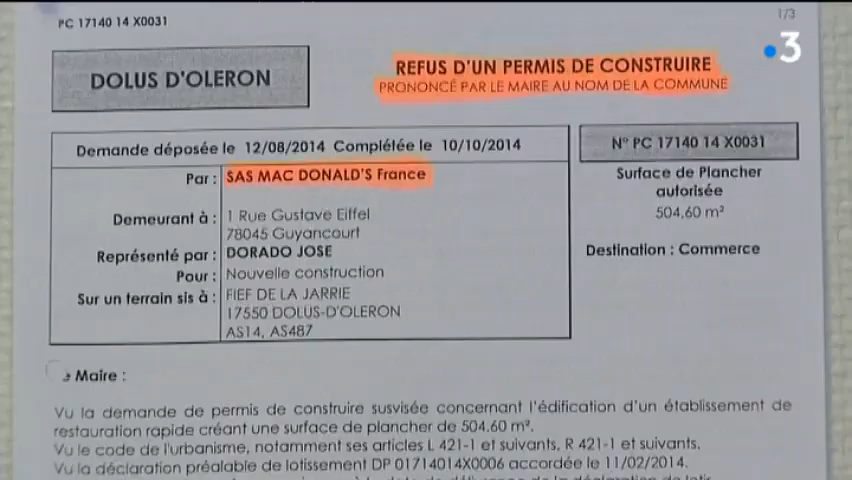 PC 17140 14 X0031
1/3
3
DOLUS D'OLERON
REFUS D'UN PERMIS DE CONSTRUIRE
PRONONCÉ PAR LE MAIRE AU NOM DE LA COMMUNE
Demande déposée le 12/08/2014 Complétée le 10/10/2014
Par : SAS MAC DONALD'S France
Demeurant à : 1 Rue Gustave Eiffel
78045 Guyancourt
Représenté par : DORADO JOSE
Pour : Nouvelle construction
Sur un terrain sis à : FIEF DE LA JARRIE
17550 DOLUS-D'OLERON
AS14, AS487
N° PC 17140 14 X0031
Surface de Plancher
autorisée
504,60 m²
Destination : Commerce
Maire :
Vu la demande de permis de construire susvisée concernant l'édification d'un établissement de
restauration rapide créant une surface de plancher de 504.60 m².
Vu le code de l'urbanisme, notamment ses articles L 421-1 et suivants, R 421-1 et suivants.
Vu la déclaration préalable de lotissement DP 01714014X0006 accordée le 11/02/2014.